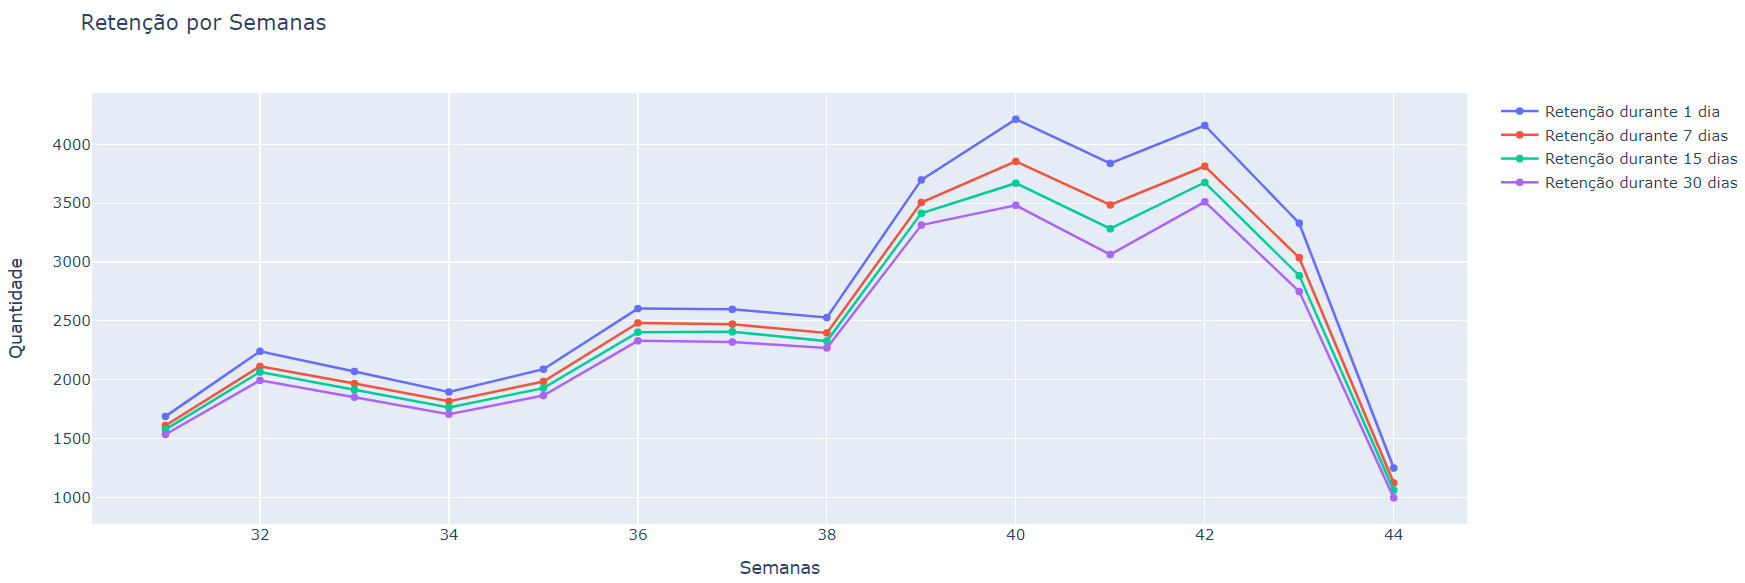 Retenção por Semanas
Retenção durante 1 dia
Retenção durante 7 dias
Retenção durante 15 dias
Retenção durante 30 dias
Quantidade
4000
3500
3000
2500
2000
1500
1000
32 34 36 38 40 42 44
Semanas